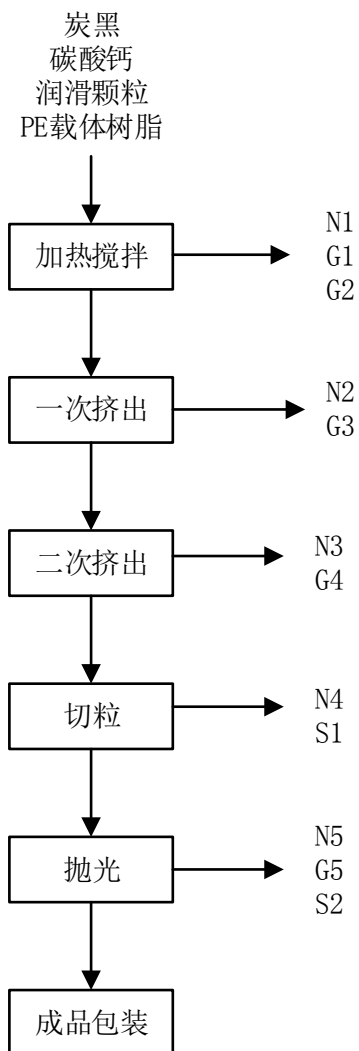 炭黑
碳酸钙
润滑颗粒
PE载体树脂
加热搅拌
N1
G1
G2
一次挤出
N2
G3
二次挤出
N3
G4
切粒
N4
S1
抛光
N5
G5
S2
成品包装